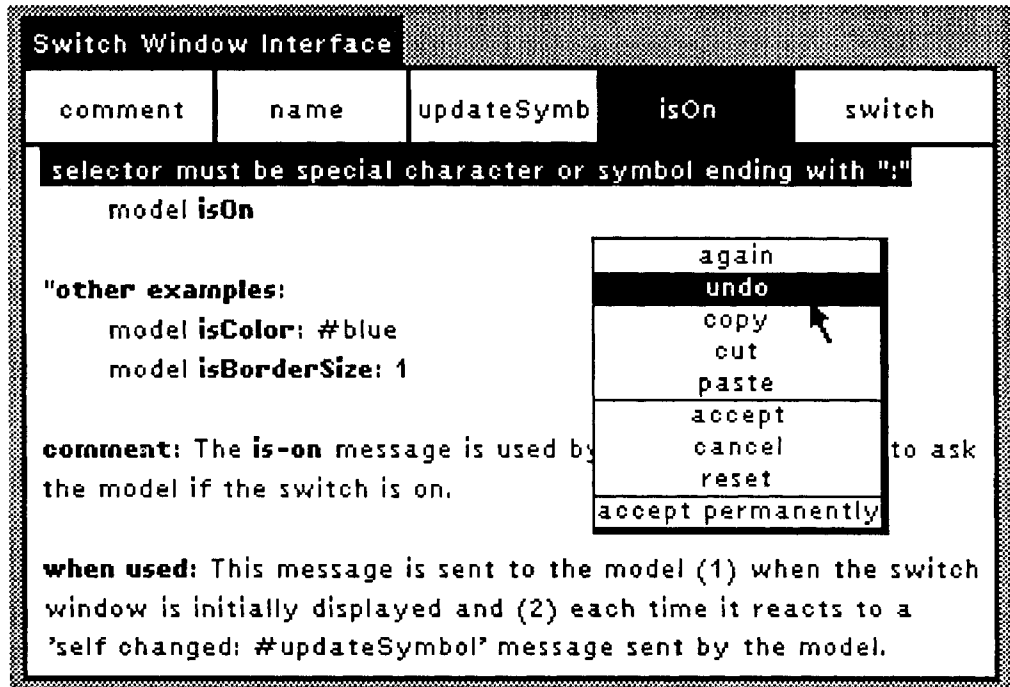 Switch Window Interface
comment name updateSymb isOn switch
selector must be special character or symbol ending with ":"
model isOn
"other examples:
model isColor: #blue
model isBorderSize: 1
comment: The is-on message is used by to ask
the model if the switch is on.
when used: This message is sent to the model (1) when the switch
window is initially displayed and (2) each time it reacts to a
'self changed: #updateSymbol' message sent by the model.
again
undo
copy
cut
paste
accept
cancel
reset
accept permanently